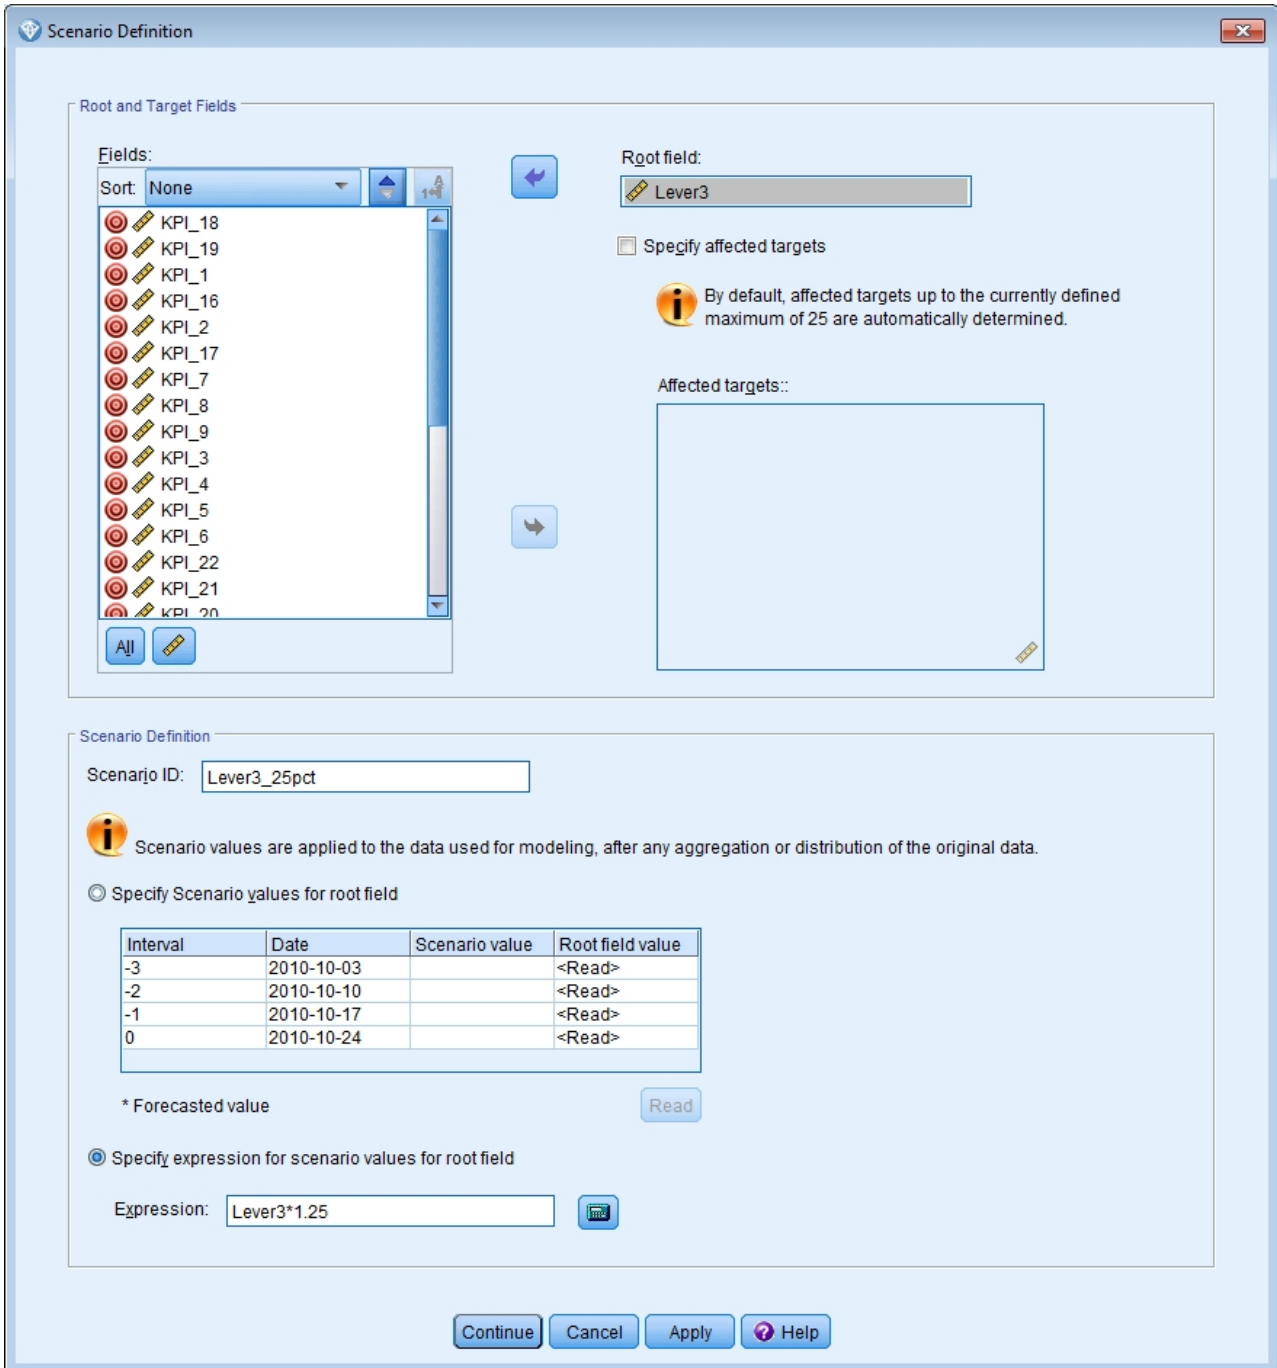 Scenario Definition
Root and Target Fields
Fields:
Sort: None
KPI_18
KPI_19
KPI_1
KPI_16
KPI_2
KPI_17
KPI_7
KPI_8
KPI_9
KPI_3
KPI_4
KPI_5
KPI_6
KPI_22
KPI_21
KPI_20
All
Root field:
Lever3
Specify affected targets
By default, affected targets up to the currently defined
maximum of 25 are automatically determined.
Affected targets::
Scenario Definition
Scenario ID: Lever3_25pct
Scenario values are applied to the data used for modeling, after any aggregation or distribution of the original data.
Specify Scenario values for root field
Interval Date Scenario value Root field value
-3 2010-10-03 <Read>
-2 2010-10-10 <Read>
-1 2010-10-17 <Read>
0 2010-10-24 <Read>
* Forecasted value Read
Specify expression for scenario values for root field
Expression: Lever3*1.25
Continue Cancel Apply ? Help